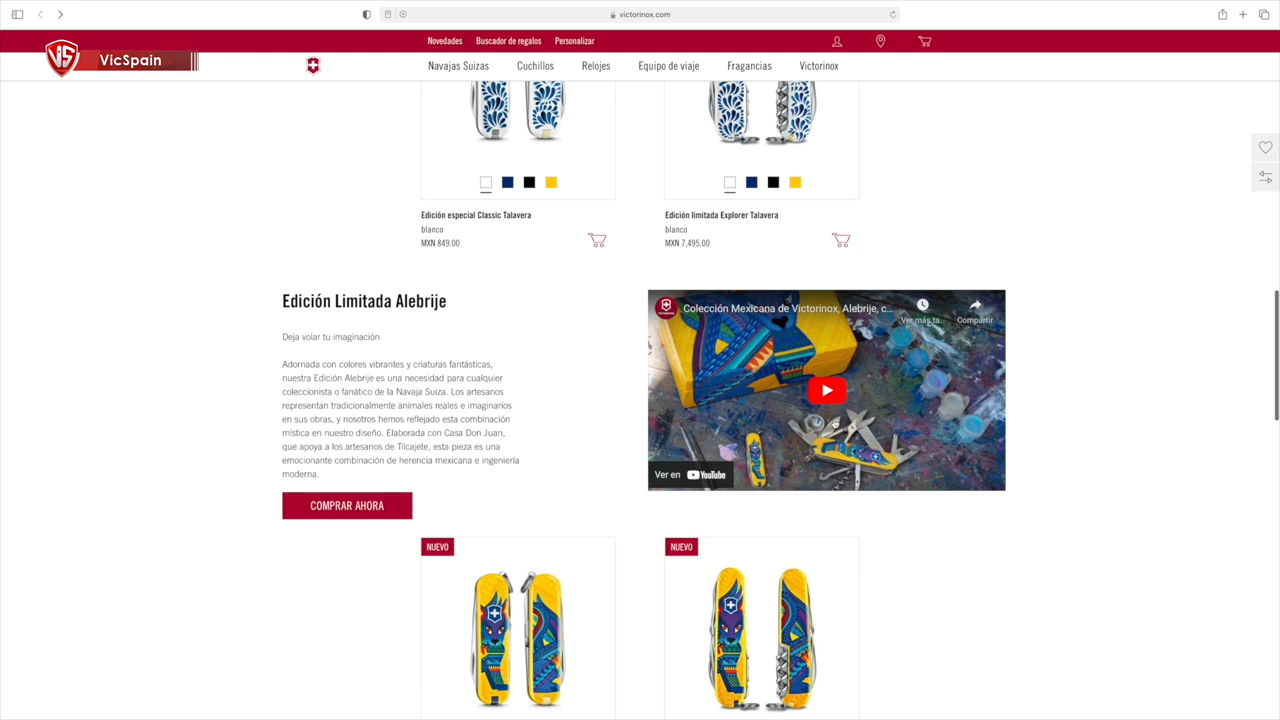 victorinox.com
Novedades Buscador de regalos Personalizar
VIS VicSpain
Navajas Suizas Cuchillos Relojes Equipo de viaje Fragancias Victorinox
Edición especial Classic Talavera
blanco
MXN 849.00
Edición limitada Explorer Talavera
blanco
MXN 7,495.00
Edición Limitada Alebrije
Deja volar tu imaginación
Adornada con colores vibrantes y criaturas fantásticas,
nuestra Edición Alebrije es una necesidad para cualquier
coleccionista o fanático de la Navaja Suiza. Los artesanos
representan tradicionalmente animales reales e imaginarios
en sus obras, y nosotros hemos reflejado esta combinación
mística en nuestro diseño. Elaborada con Casa Don Juan,
que apoya a los artesanos de Tilcajete, esta pieza es una
emocionante combinación de herencia mexicana e ingeniería
moderna.
COMPRAR AHORA
Colección Mexicana de Victorinox, Alebrije, c...
Ver más ta...
Compartir
Ver en YouTube
NUEVO
NUEVO